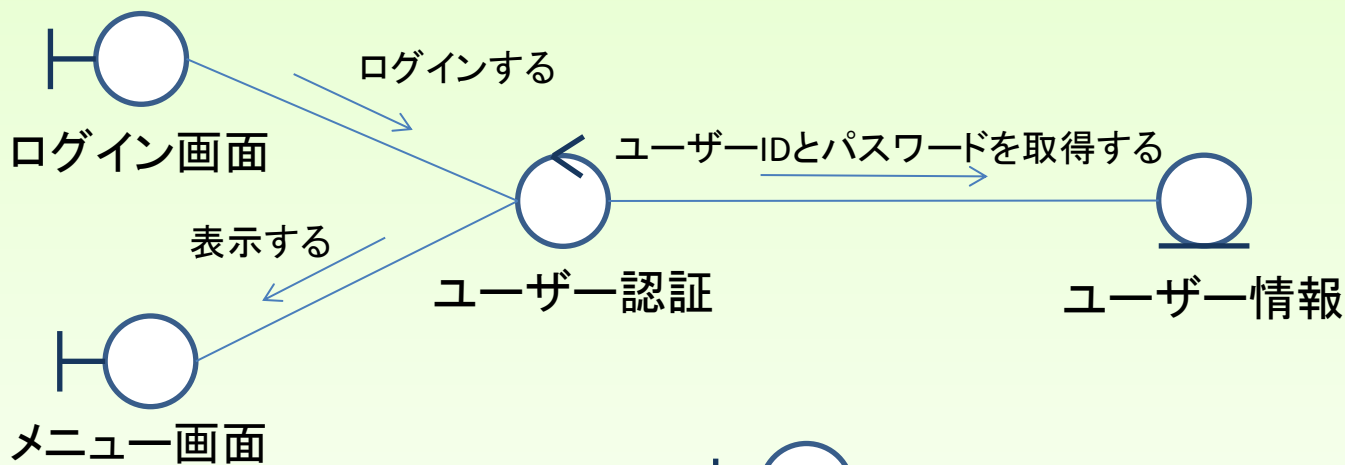 ログインする
ログイン画面
ユーザーIDとパスワードを取得する
表示する
ユーザー認証
ユーザー情報
メニュー画面